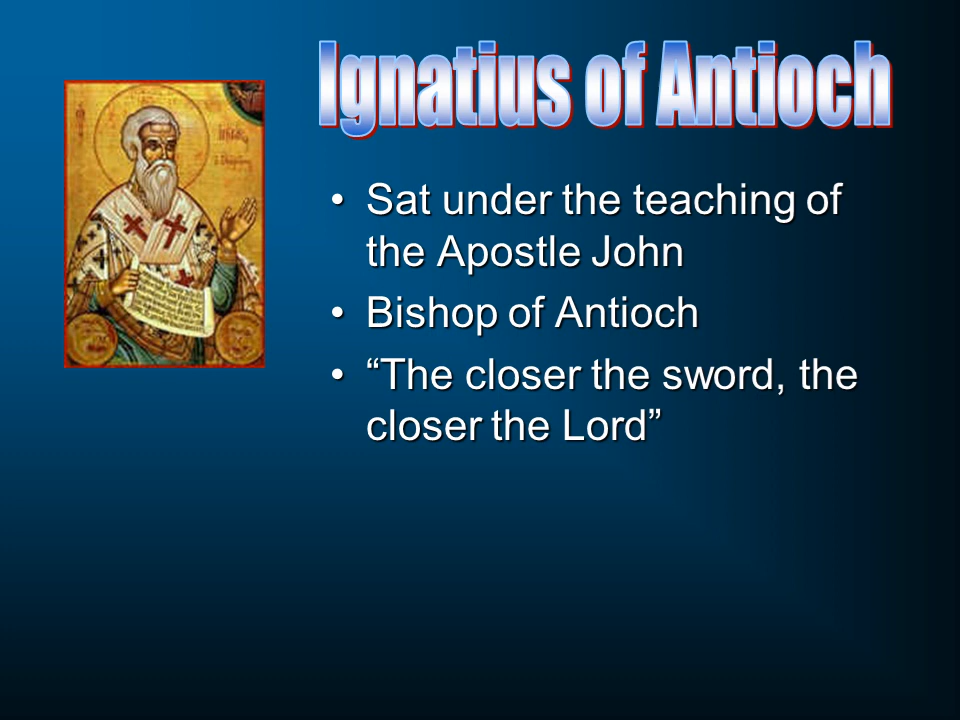 Ignatius of Antioch
• Sat under the teaching of
the Apostle John
• Bishop of Antioch
• “The closer the sword, the
closer the Lord”